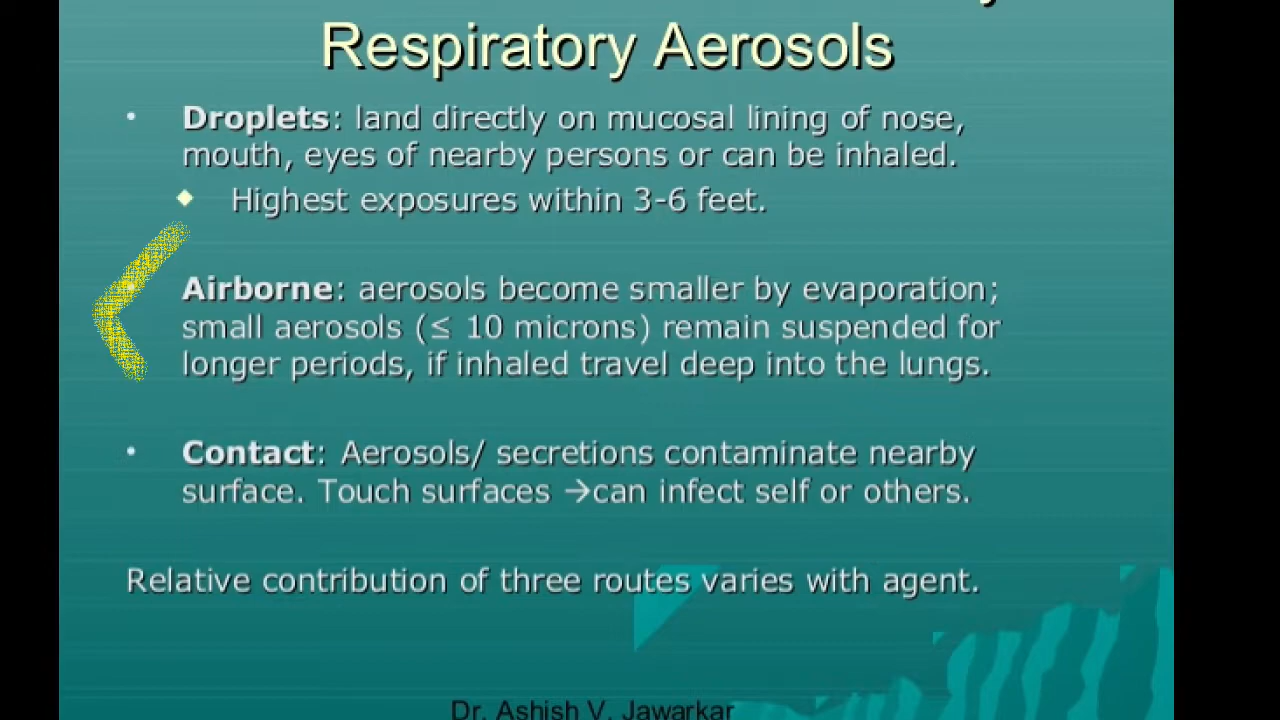 Respiratory Aerosols
• Droplets: land directly on mucosal lining of nose,
mouth, eyes of nearby persons or can be inhaled.
◆ Highest exposures within 3-6 feet.
• Airborne: aerosols become smaller by evaporation;
small aerosols (≤ 10 microns) remain suspended for
longer periods, if inhaled travel deep into the lungs.
• Contact: Aerosols/ secretions contaminate nearby
surface. Touch surfaces →can infect self or others.
Relative contribution of three routes varies with agent.
Dr. Ashish V. Jawarkar